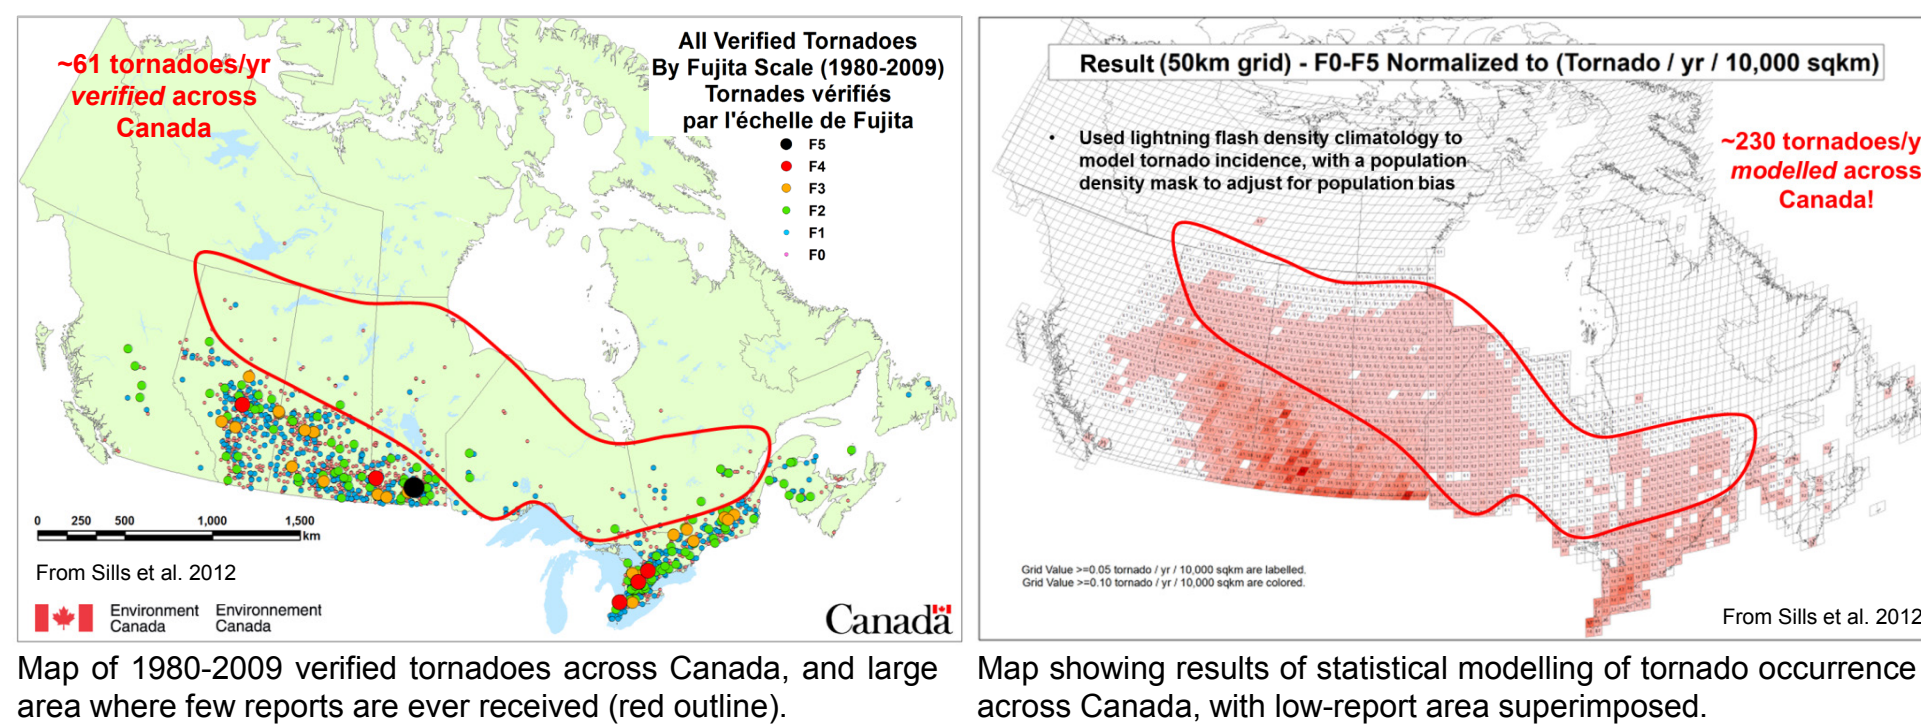 ~61 tornadoes/yr
verified across
Canada
All Verified Tornadoes
By Fujita Scale (1980-2009)
Tornades vérifiés
par l'échelle de Fujita
F5
F4
F3
F2
F1
F0
0 250 500 1,000 1,500
km
From Sills et al. 2012
Environment Environnement
Canada Canada
Canada
Result (50km grid) - F0-F5 Normalized to (Tornado / yr / 10,000 sqkm)
• Used lightning flash density climatology to
model tornado incidence, with a population
density mask to adjust for population bias
~230 tornadoes/y
modelled across
Canada!
Grid Value >=0.05 tornado / yr / 10,000 sqkm are labelled.
Grid Value >=0.10 tornado / yr / 10,000 sqkm are colored.
From Sills et al. 2012
Map of 1980-2009 verified tornadoes across Canada, and large
area where few reports are ever received (red outline).
Map showing results of statistical modelling of tornado occurrence
across Canada, with low-report area superimposed.